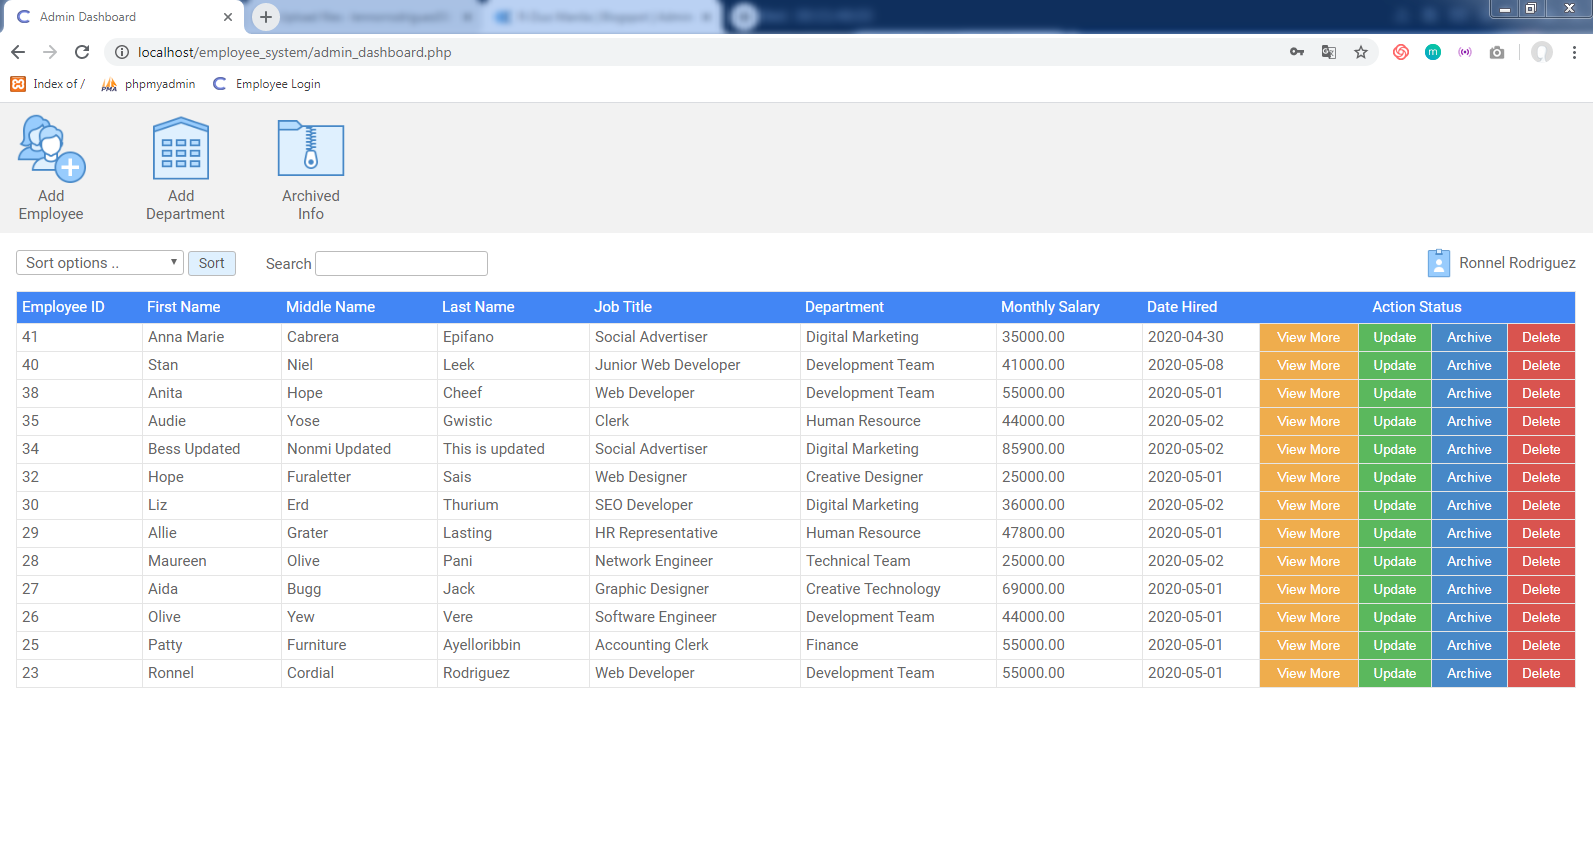 Admin Dashboard
localhost/employee_system/admin_dashboard.php
Index of / phpmyadmin Employee Login
Add Employee
Add Department
Archived Info
Sort options .. Sort Search Ronnel Rodriguez
Employee ID First Name Middle Name Last Name Job Title Department Monthly Salary Date Hired Action Status
41 Anna Marie Cabrera Epifano Social Advertiser Digital Marketing 35000.00 2020-04-30 View More Update Archive Delete
40 Stan Niel Leek Junior Web Developer Development Team 41000.00 2020-05-08 View More Update Archive Delete
38 Anita Hope Cheef Web Developer Development Team 55000.00 2020-05-01 View More Update Archive Delete
35 Audie Yose Gwistic Clerk Human Resource 44000.00 2020-05-02 View More Update Archive Delete
34 Bess Updated Nonmi Updated This is updated Social Advertiser Digital Marketing 85900.00 2020-05-02 View More Update Archive Delete
32 Hope Furaletter Sais Web Designer Creative Designer 25000.00 2020-05-01 View More Update Archive Delete
30 Liz Erd Thurium SEO Developer Digital Marketing 36000.00 2020-05-02 View More Update Archive Delete
29 Allie Grater Lasting HR Representative Human Resource 47800.00 2020-05-01 View More Update Archive Delete
28 Maureen Olive Pani Network Engineer Technical Team 25000.00 2020-05-02 View More Update Archive Delete
27 Aida Bugg Jack Graphic Designer Creative Technology 69000.00 2020-05-01 View More Update Archive Delete
26 Olive Yew Vere Software Engineer Development Team 44000.00 2020-05-01 View More Update Archive Delete
25 Patty Furniture Ayelloribbin Accounting Clerk Finance 55000.00 2020-05-01 View More Update Archive Delete
23 Ronnel Cordial Rodriguez Web Developer Development Team 55000.00 2020-05-01 View More Update Archive Delete